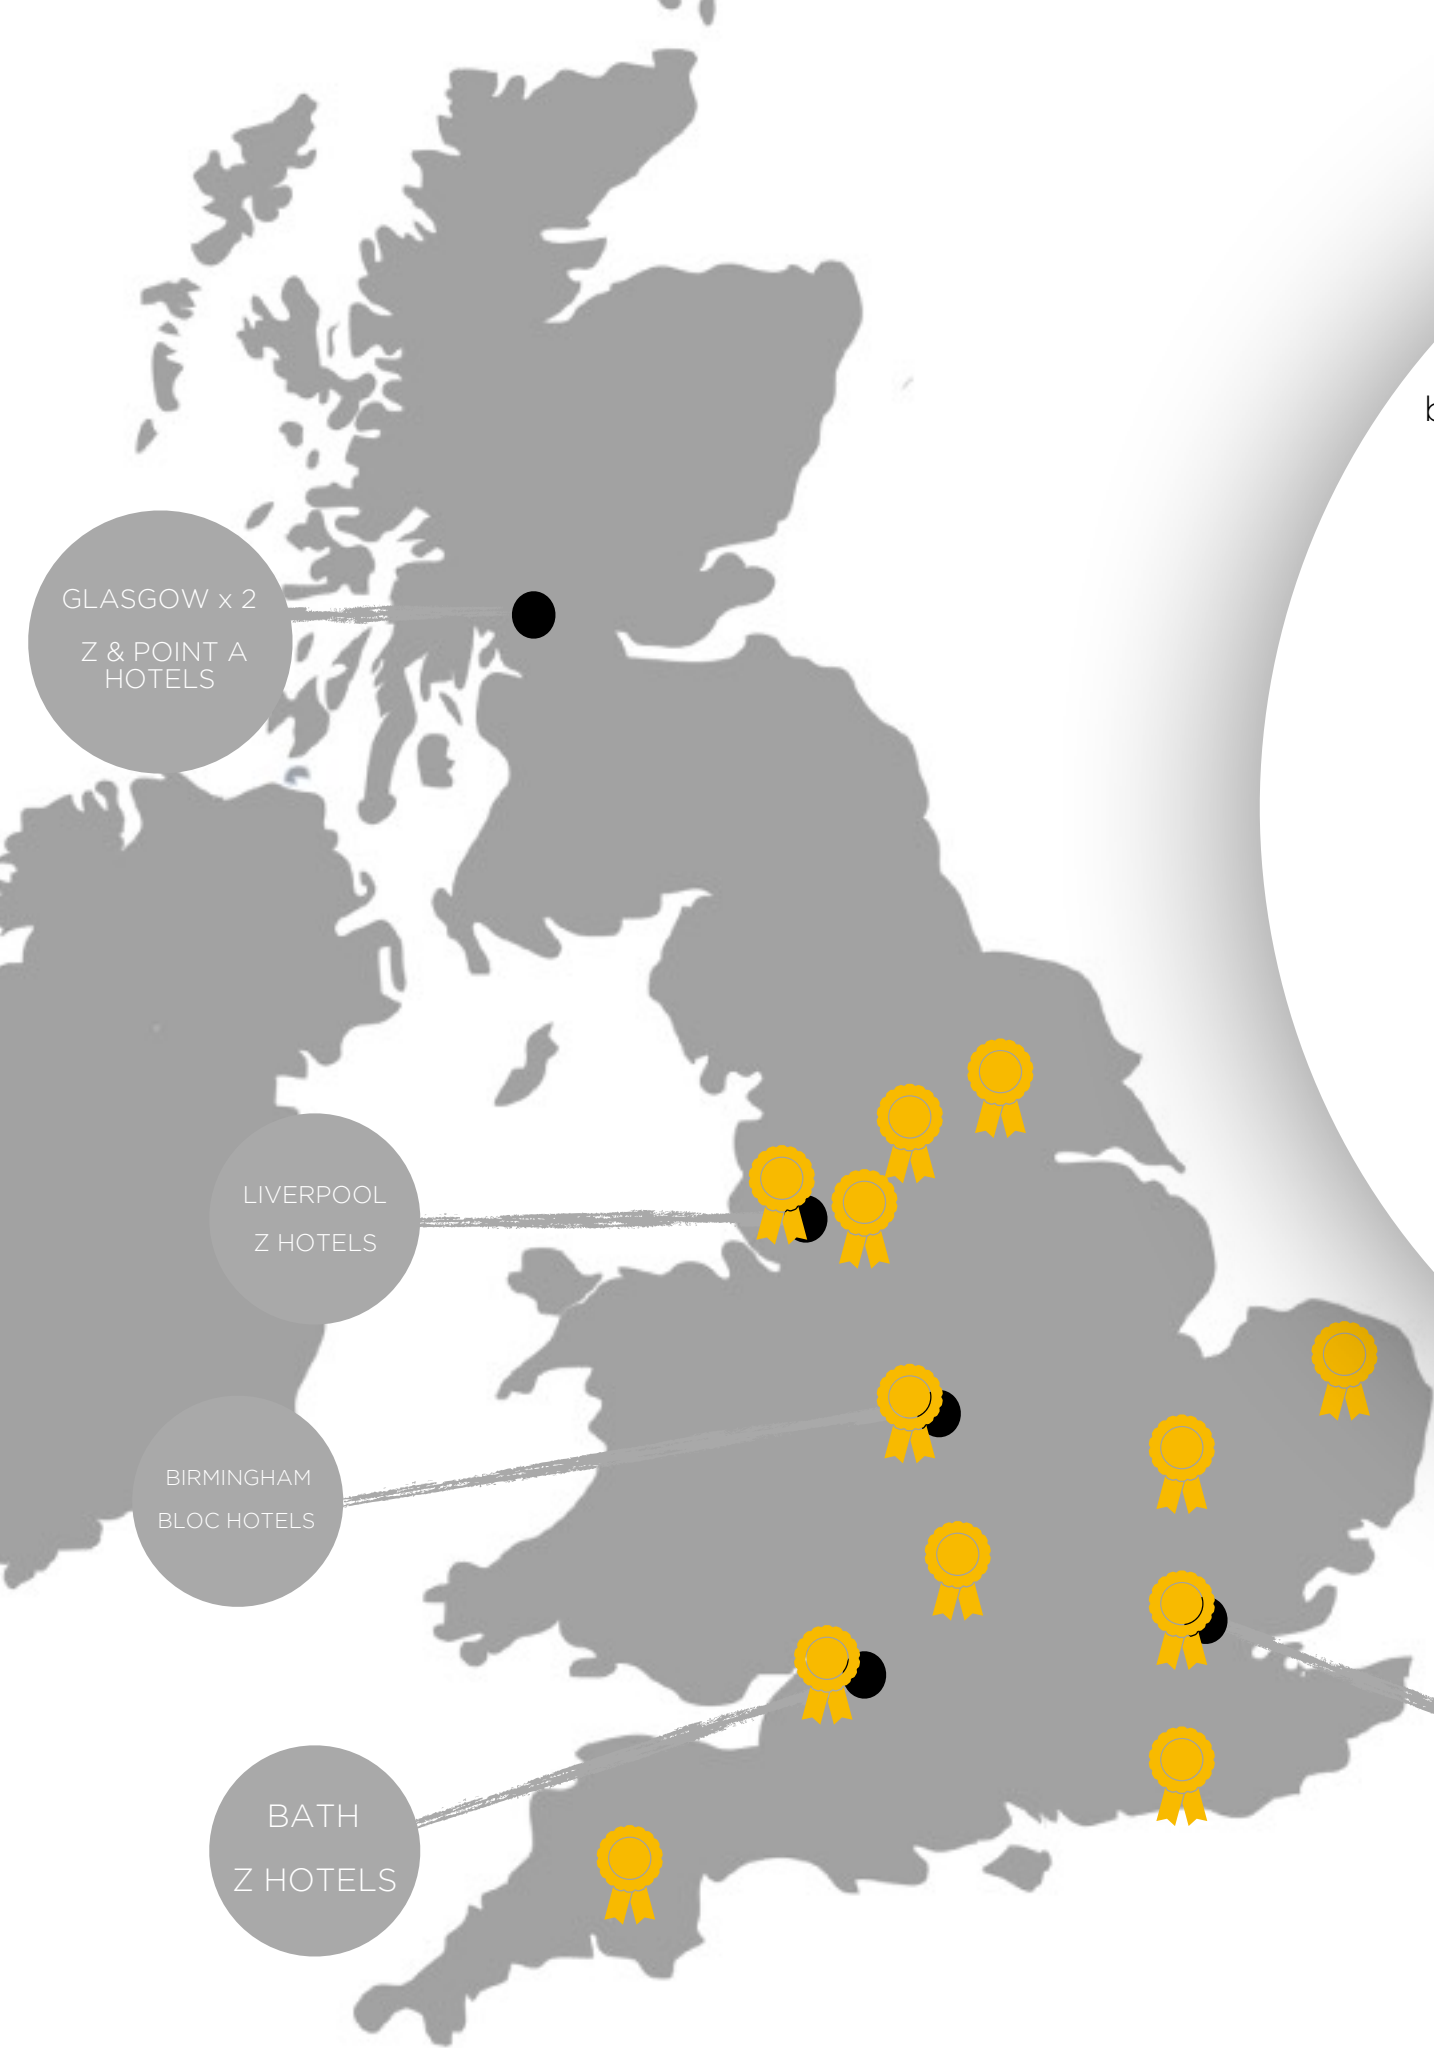 GLASGOW x 2
Z & POINT A
HOTELS
LIVERPOOL
Z HOTELS
BIRMINGHAM
BLOC HOTELS
BATH
Z HOTELS